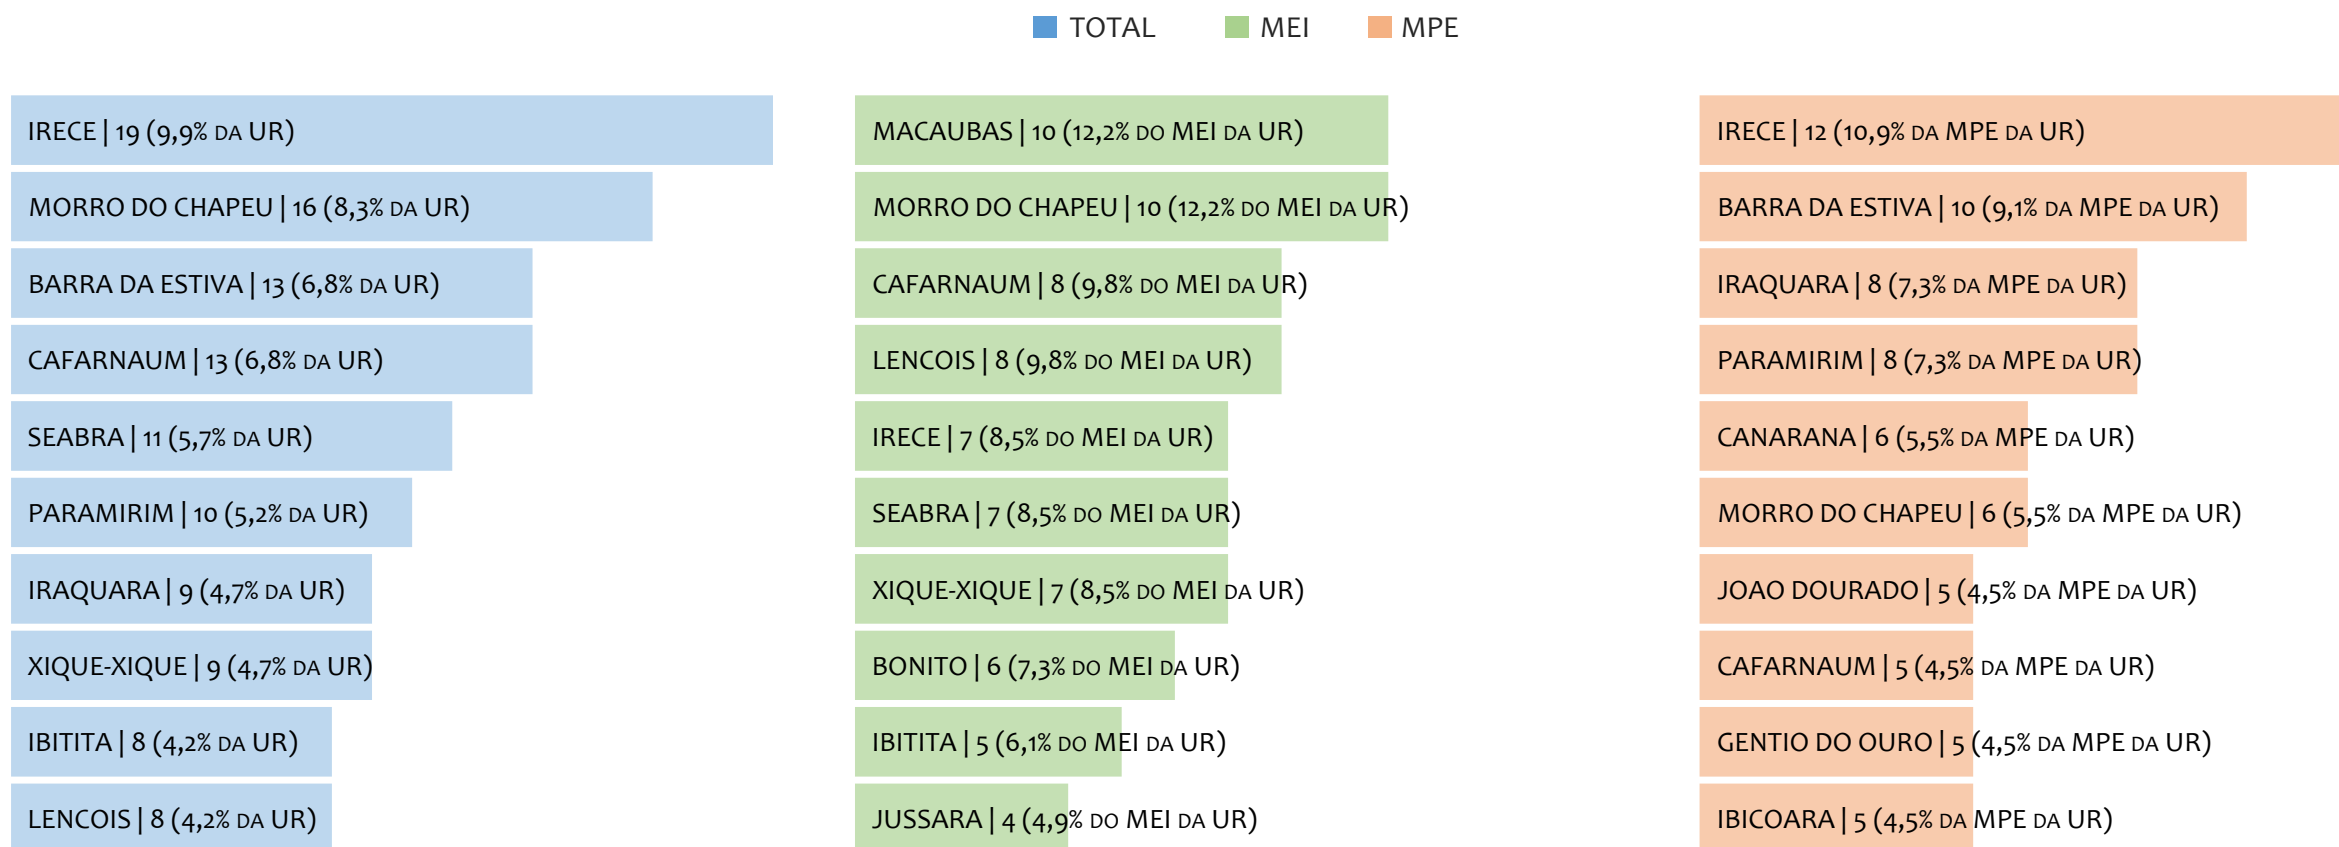 TOTAL MEI MPE
IRECE | 19 (9,9% DA UR)
MORRO DO CHAPEU | 16 (8,3% DA UR)
BARRA DA ESTIVA | 13 (6,8% DA UR)
CAFARNAUM | 13 (6,8% DA UR)
SEABRA | 11 (5,7% DA UR)
PARAMIRIM | 10 (5,2% DA UR)
IRAQUARA | 9 (4,7% DA UR)
XIQUE-XIQUE | 9 (4,7% DA UR)
IBITITA | 8 (4,2% DA UR)
LENCOIS | 8 (4,2% DA UR)
MACAUBAS | 10 (12,2% DO MEI DA UR)
MORRO DO CHAPEU | 10 (12,2% DO MEI DA UR)
CAFARNAUM | 8 (9,8% DO MEI DA UR)
LENCOIS | 8 (9,8% DO MEI DA UR)
IRECE | 7 (8,5% DO MEI DA UR)
SEABRA | 7 (8,5% DO MEI DA UR)
XIQUE-XIQUE | 7 (8,5% DO MEI DA UR)
BONITO | 6 (7,3% DO MEI DA UR)
IBITITA | 5 (6,1% DO MEI DA UR)
JUSSARA | 4 (4,9% DO MEI DA UR)
IRECE | 12 (10,9% DA MPE DA UR)
BARRA DA ESTIVA | 10 (9,1% DA MPE DA UR)
IRAQUARA | 8 (7,3% DA MPE DA UR)
PARAMIRIM | 8 (7,3% DA MPE DA UR)
CANARANA | 6 (5,5% DA MPE DA UR)
MORRO DO CHAPEU | 6 (5,5% DA MPE DA UR)
JOAO DOURADO | 5 (4,5% DA MPE DA UR)
CAFARNAUM | 5 (4,5% DA MPE DA UR)
GENTIO DO OURO | 5 (4,5% DA MPE DA UR)
IBICOARA | 5 (4,5% DA MPE DA UR)